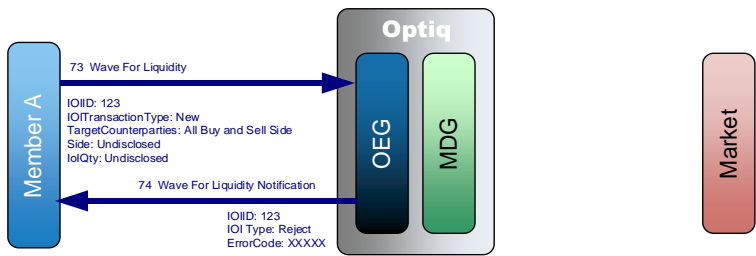 Optiq
Member A
73 Wave For Liquidity
IOIID: 123
IOITransactionType: New
TargetCounterparties: All Buy and Sell Side
Side: Undisclosed
IoIQty: Undisclosed
74 Wave For Liquidity Notification
IOIID: 123
IOI Type: Reject
ErrorCode: XXXXX
OEG
MDG
Market